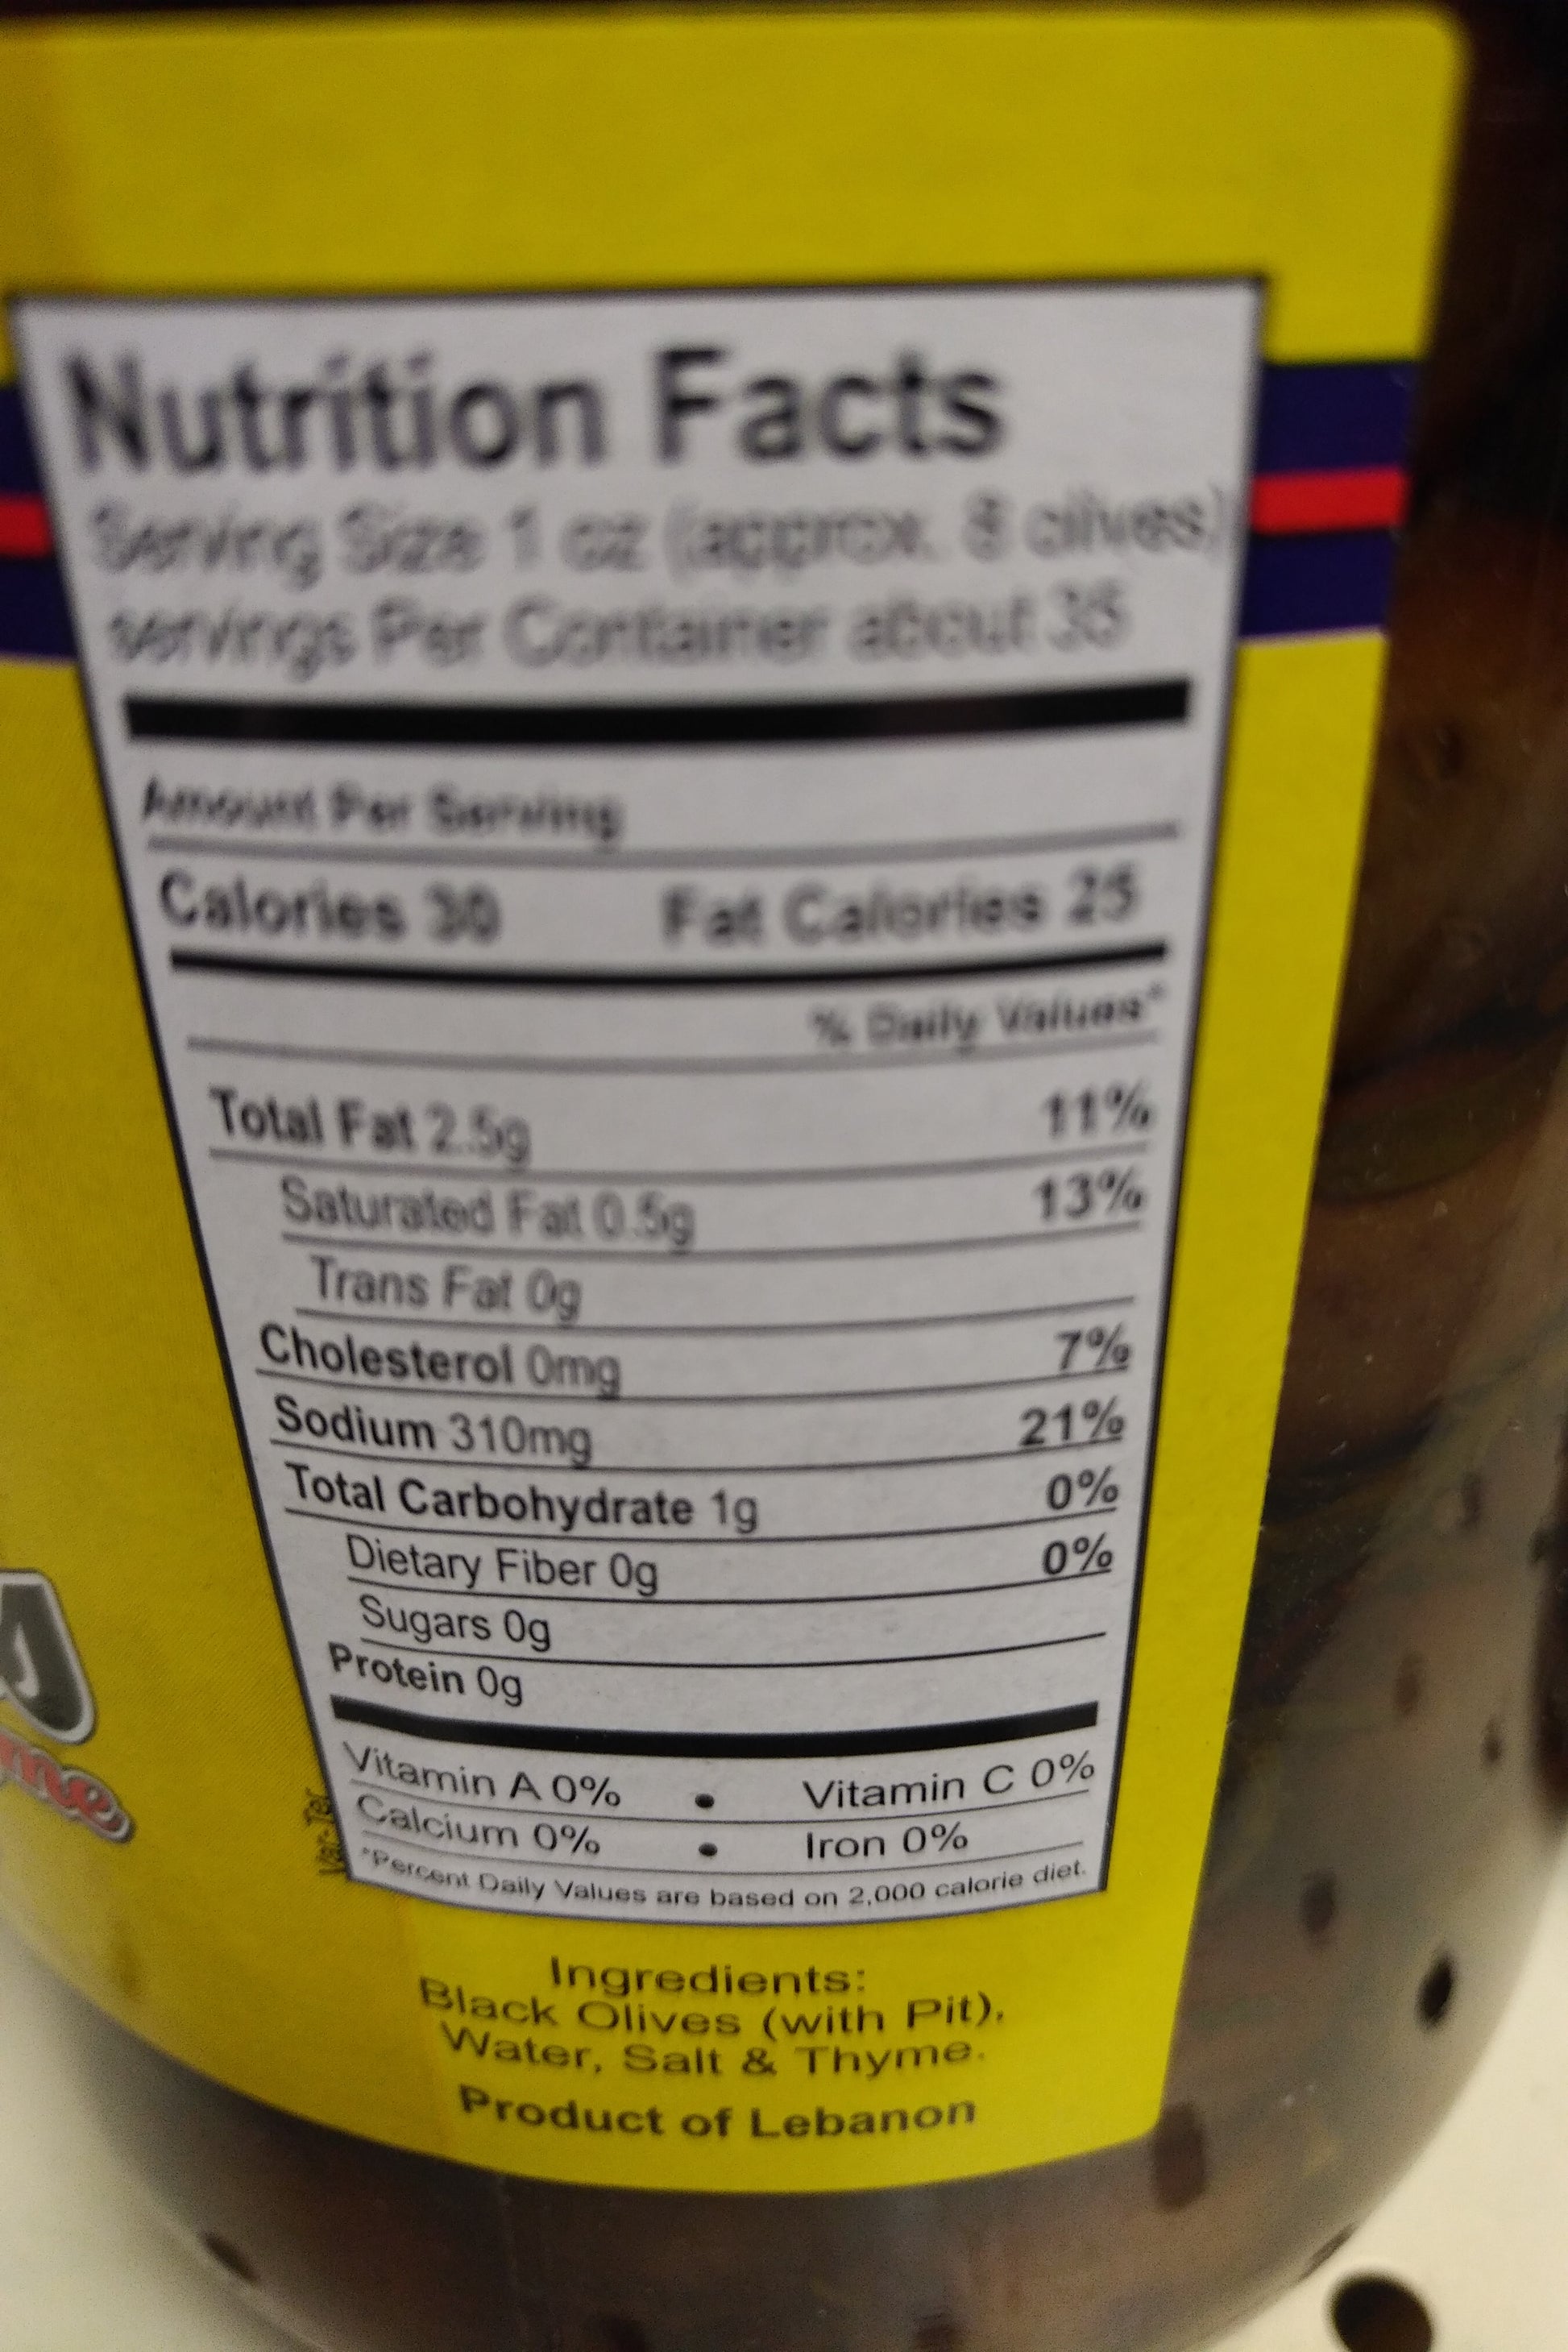 Nutrition Facts
Serving Size 1 oz (approx. 8 olives)
servings Per Container about 35
Amount Per Serving
Calories 30 Fat Calories 25
% Daily Values*
Total Fat 2.5g 11%
Saturated Fat 0.5g 13%
Trans Fat 0g
Cholesterol 0mg 7%
Sodium 310mg 21%
Total Carbohydrate 1g 0%
Dietary Fiber 0g 0%
Sugars 0g
Protein 0g
Vitamin A 0% • Vitamin C 0%
Calcium 0% • Iron 0%
*Percent Daily Values are based on 2,000 calorie diet.
Ingredients:
Black Olives (with Pit),
Water, Salt & Thyme.
Product of Lebanon